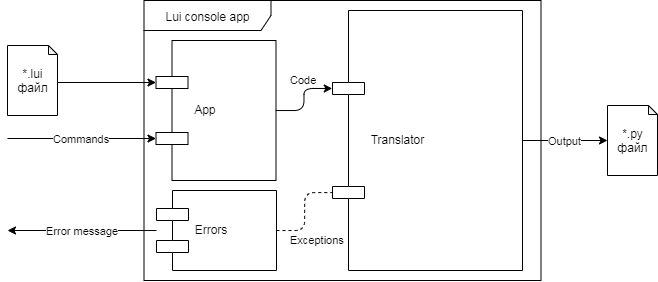 Lui console app
*.lui
файл
App
Code
Commands
Translator
Output
*.py
файл
Errors
Error message
Exceptions